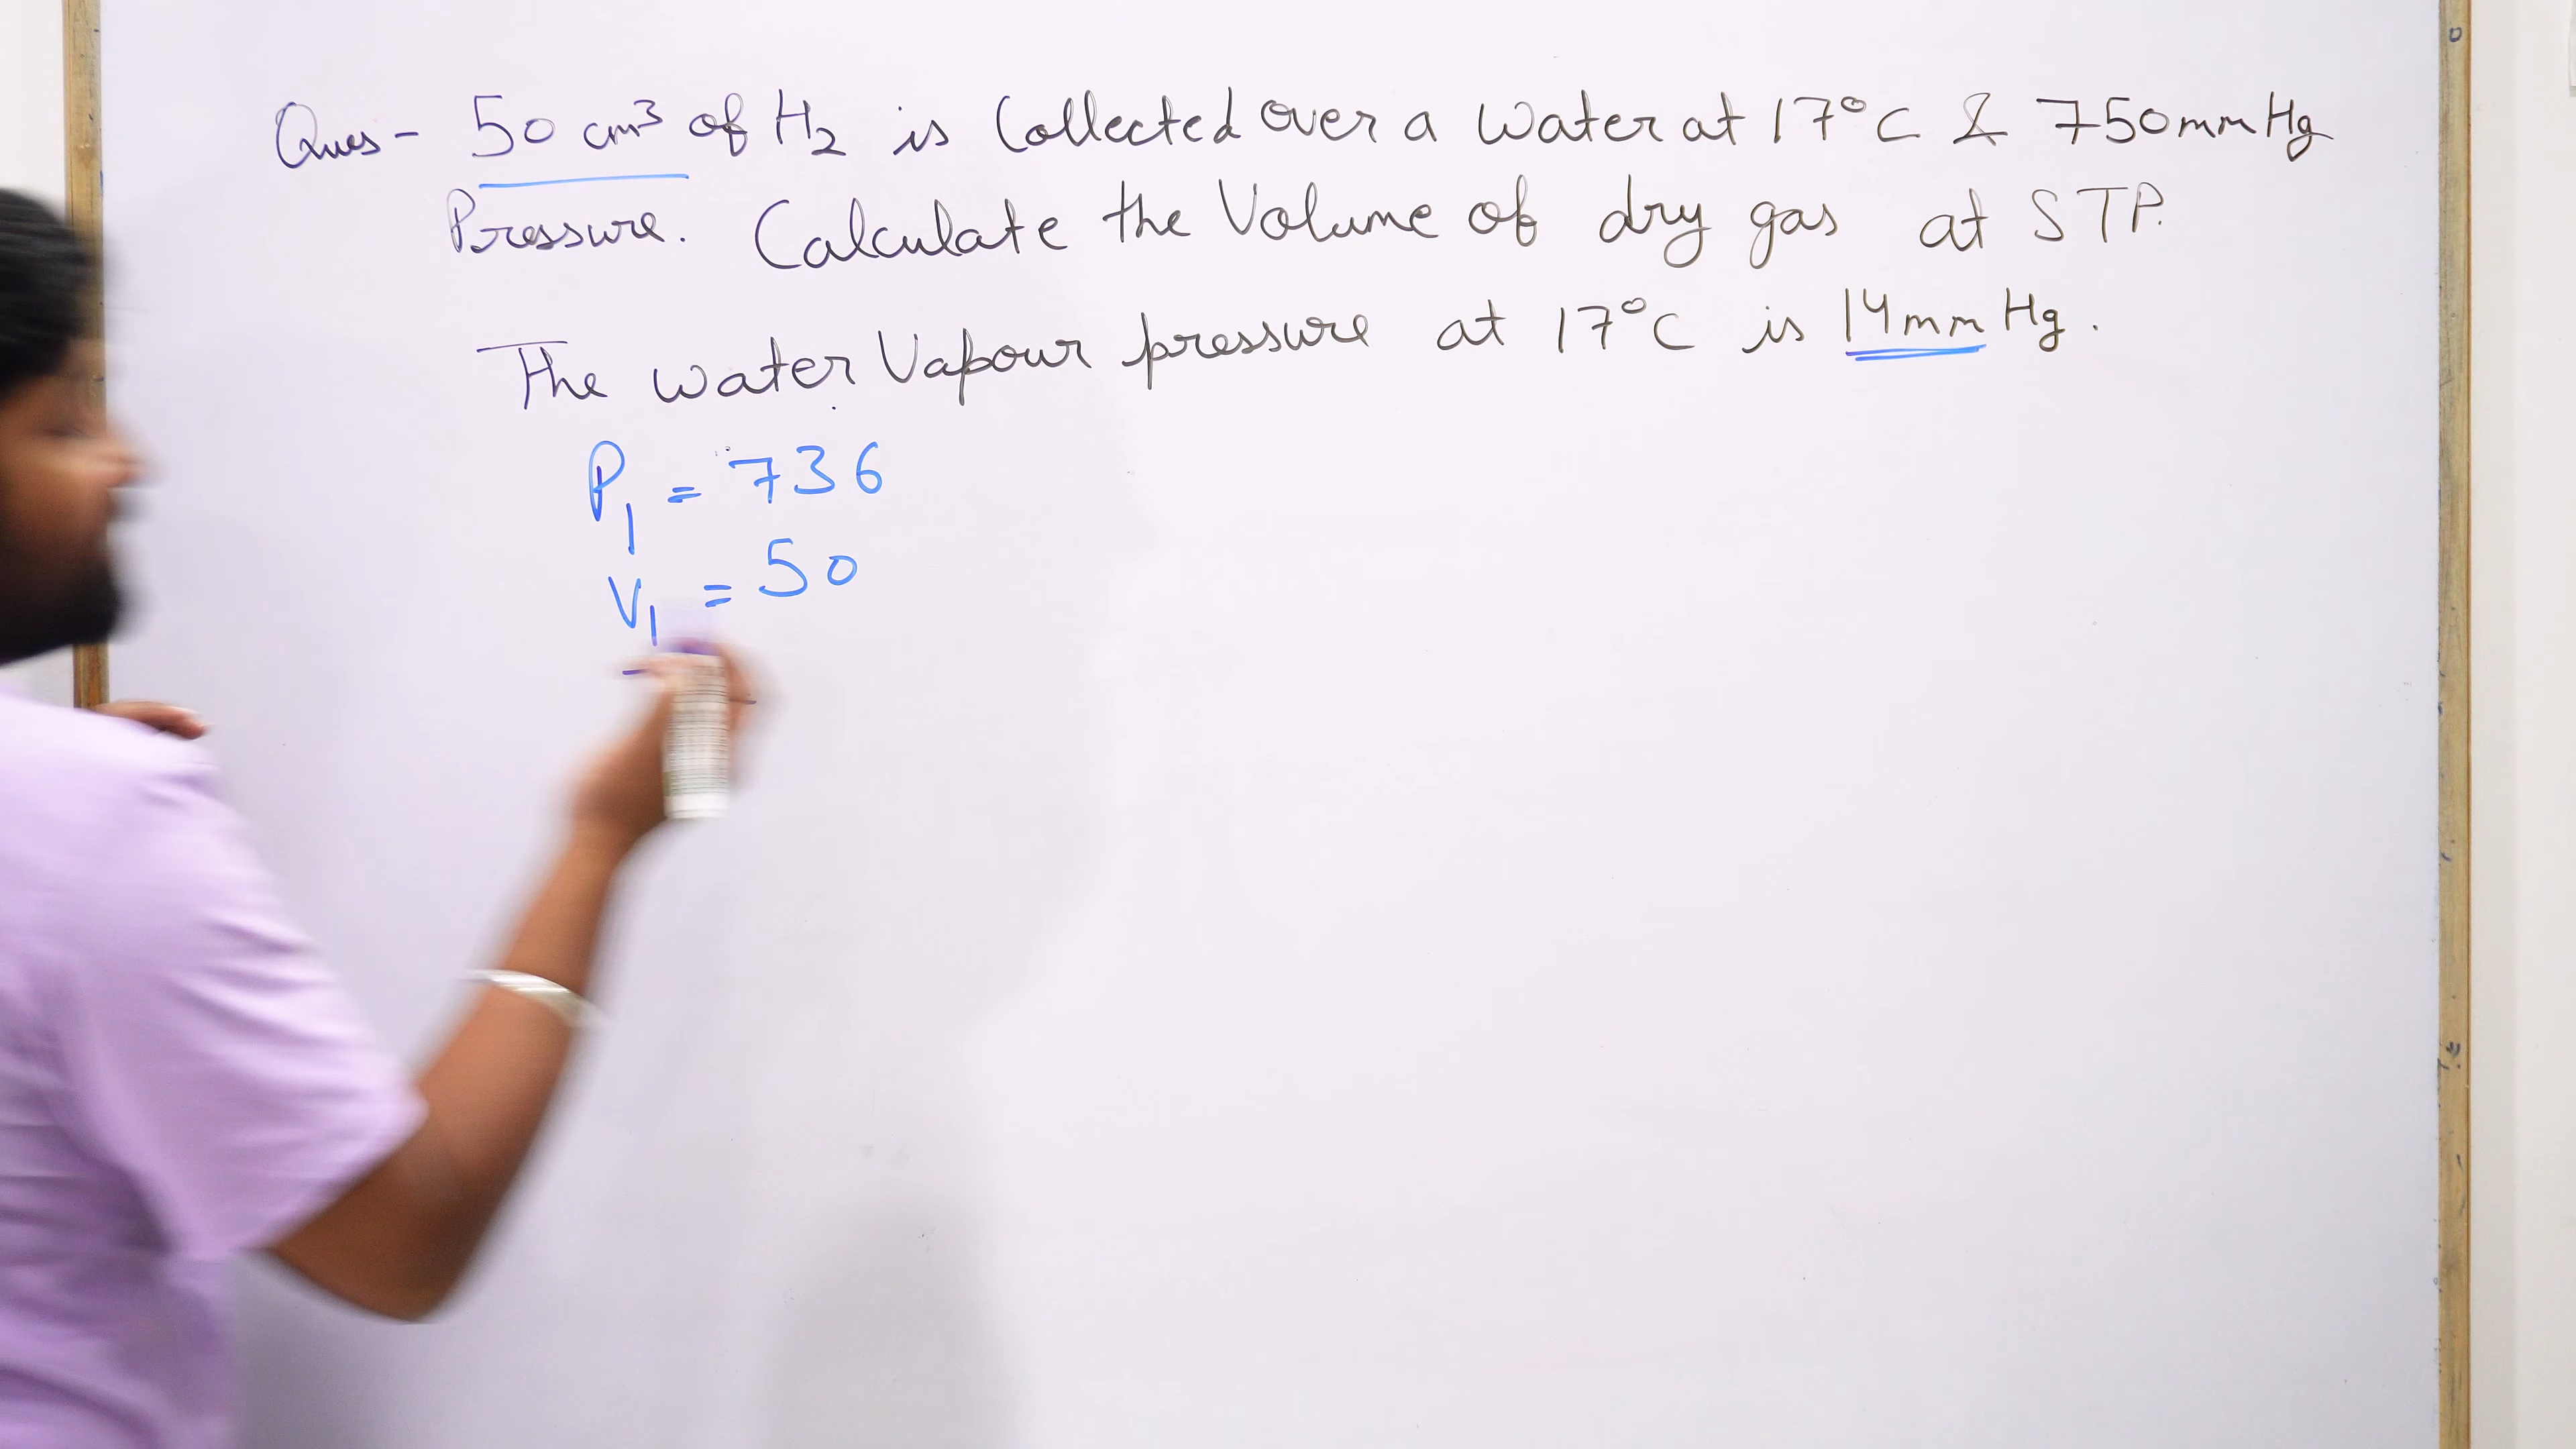 Ques - 50 cm³ of H₂ is Collected over a water at 17°C & 750mm Hg
Pressure. Calculate the Volume of dry gas at STP.
The water Vapour pressure at 17°C is 14mm Hg.
P₁ = 736
V₁ = 50